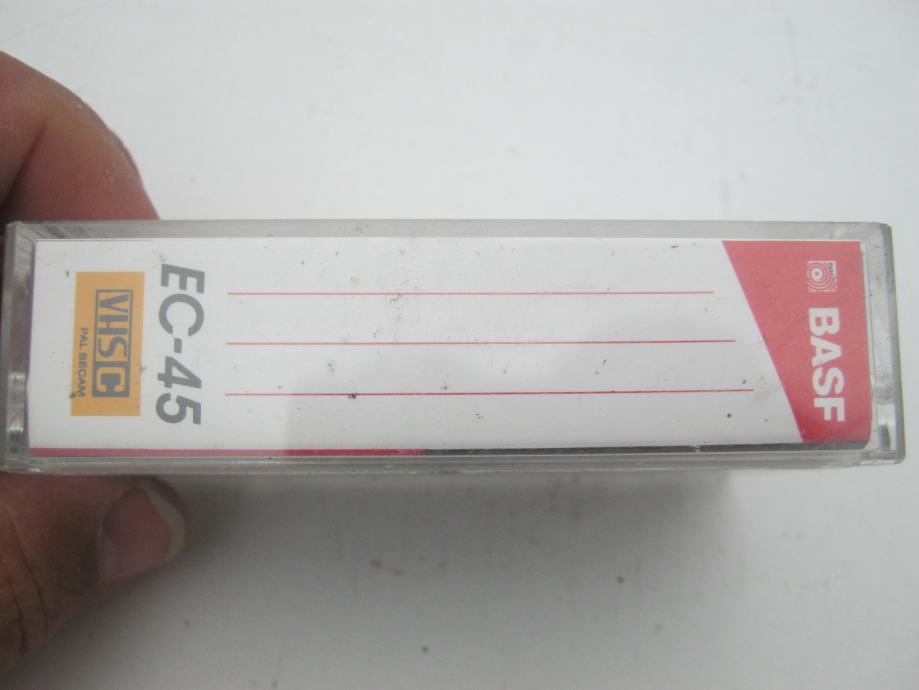 BASF
EC-45
VHSC
PAL SECAM